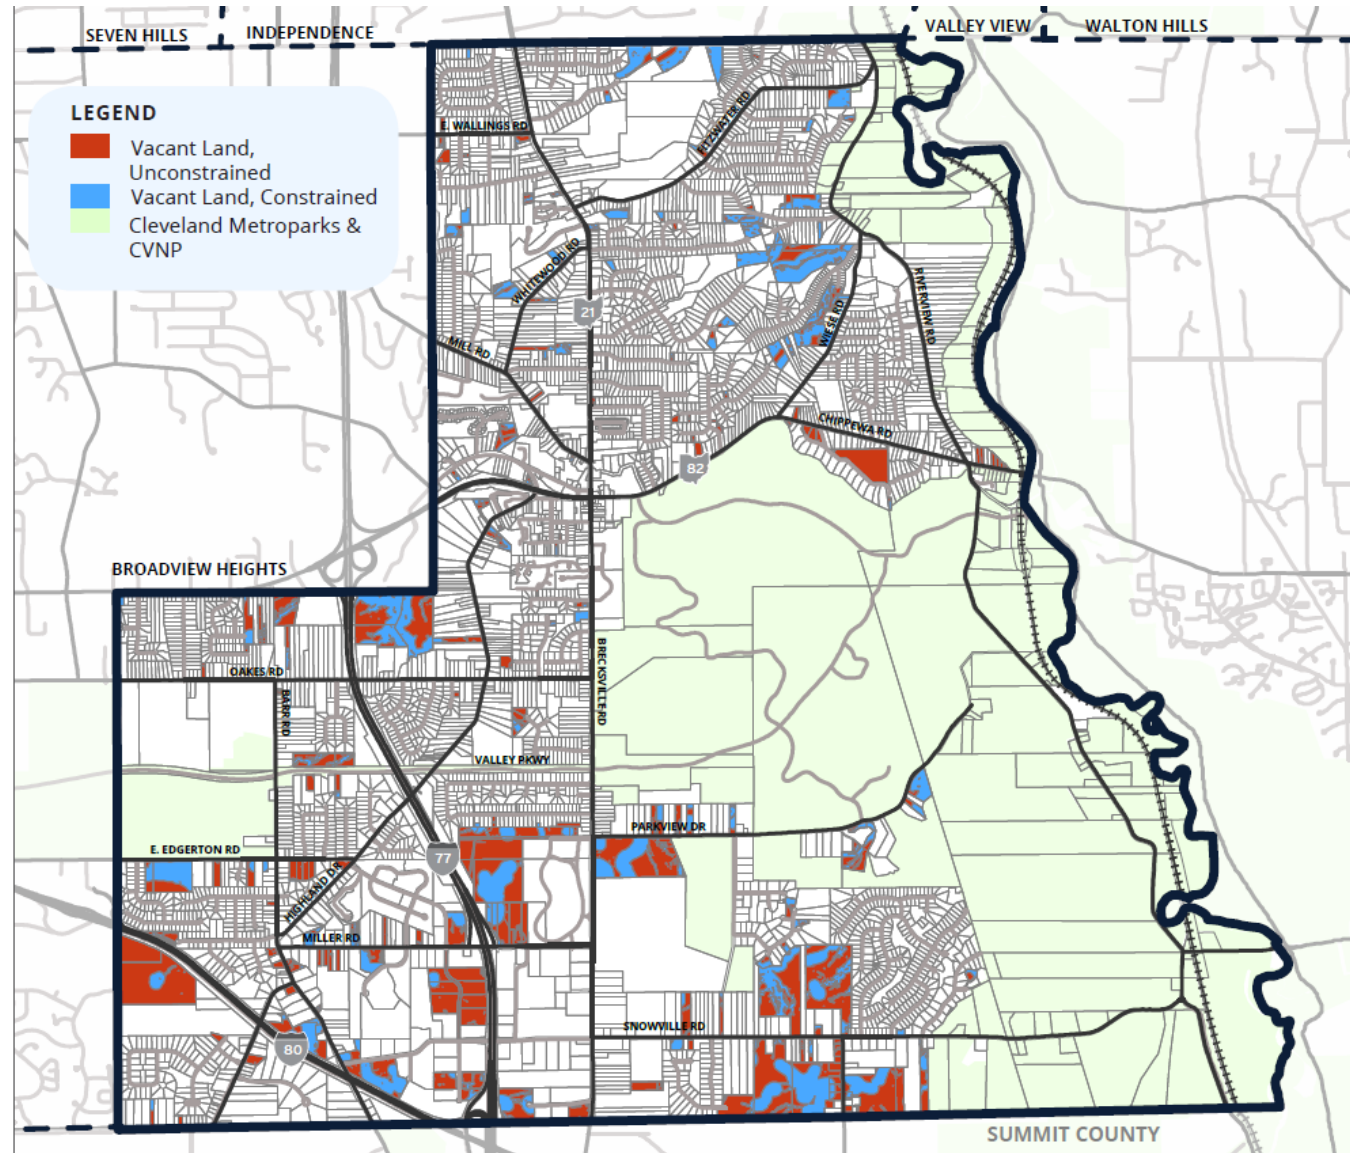 SEVEN HILLS
INDEPENDENCE
VALLEY VIEW
WALTON HILLS
LEGEND
Vacant Land,
Unconstrained
Vacant Land, Constrained
Cleveland Metroparks &
CVNP
E. WALLINGS RD
FITZWATER RD
WHITEWOOD RD
RIVERVIEW RD
21
WIESE RD
MILL RD
CHIPPEWA RD
82
BROADVIEW HEIGHTS
BRECKSVILLE RD
OAKES RD
BARR RD
VALLEY PKWY
PARKVIEW DR
E. EDGERTON RD
77
HIGHLAND DR
MILLER RD
SNOWVILLE RD
80
SUMMIT COUNTY